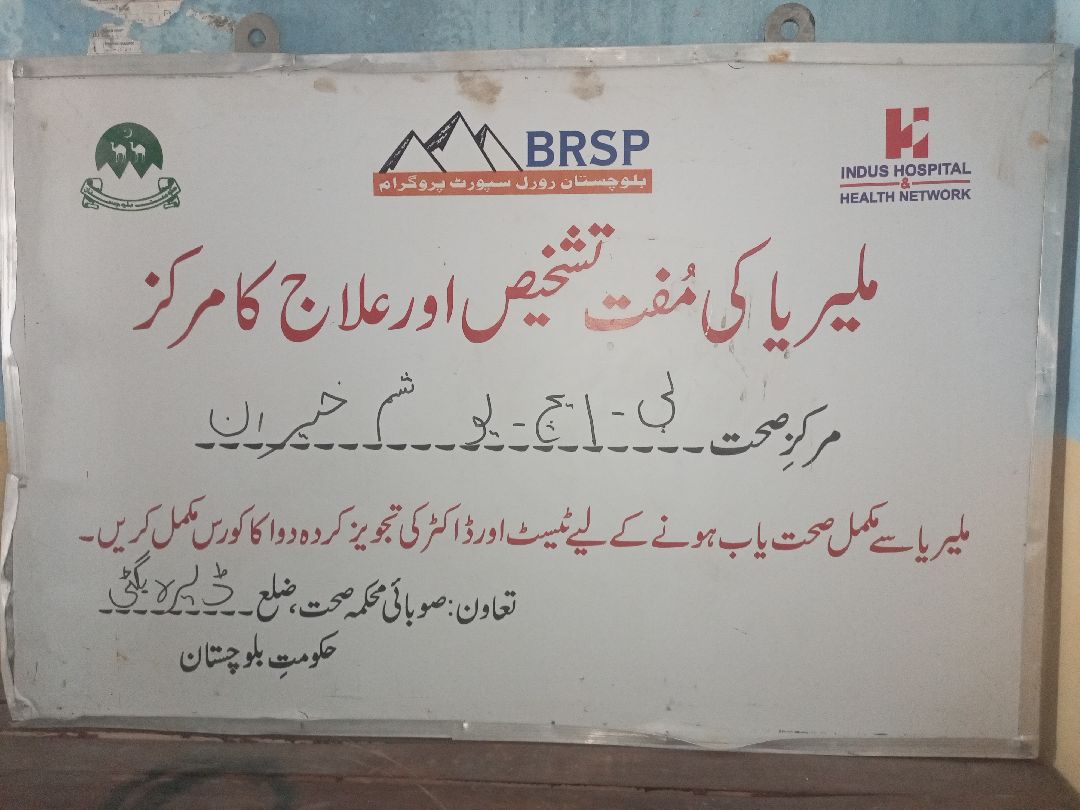 BRSP
بلوچستان رورل سپورٹ پروگرام
INDUS HOSPITAL
&
HEALTH NETWORK
ملیریا کی مُفت تشخیص اور علاج کا مرکز
مرکزِ صحت بی-ایچ-یو شم خیران
ملیریا سے مکمل صحت یاب ہونے کے لیے ٹیسٹ اور ڈاکٹر کی تجویز کردہ دوا کا کورس مکمل کریں۔
تعاون: صوبائی محکمہ صحت، ضلع ڈیرہ بگٹی
حکومتِ بلوچستان